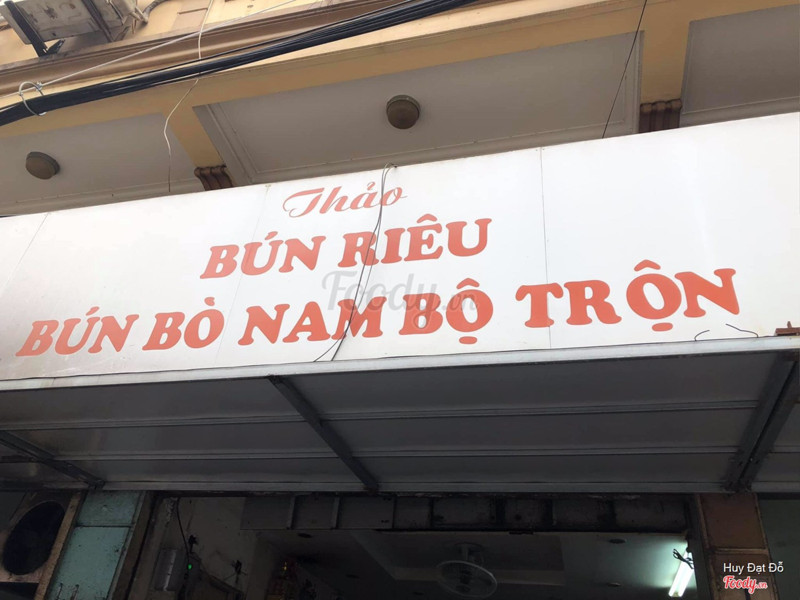 Thảo
BÚN RIÊU
BÚN BÒ NAM BỘ TRỘN
Foody.vn
Huy Đạt Đỗ
Foody.vn